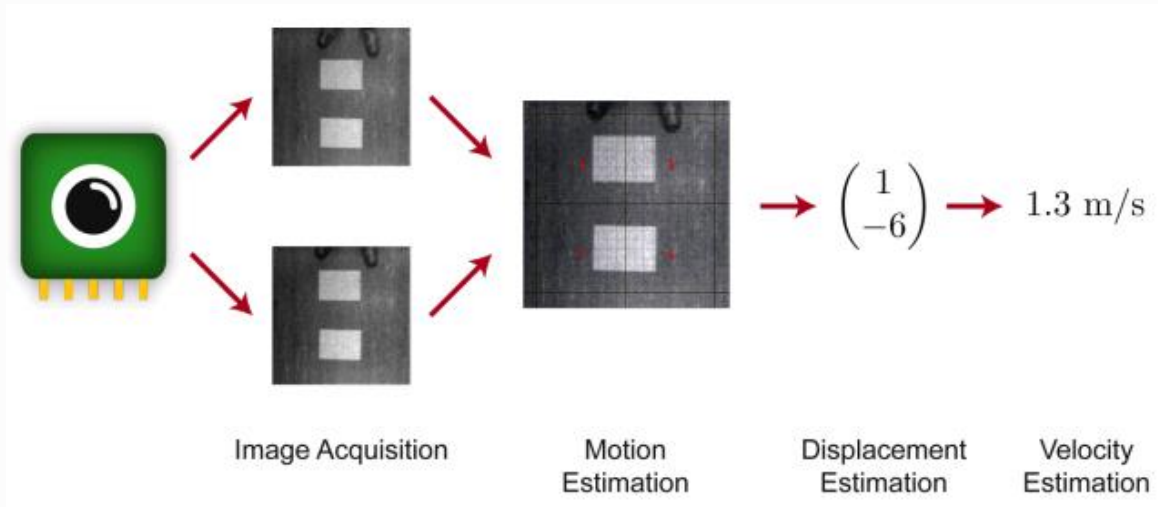 (1
-6)
1.3 m/s
Image Acquisition
Motion
Estimation
Displacement
Estimation
Velocity
Estimation